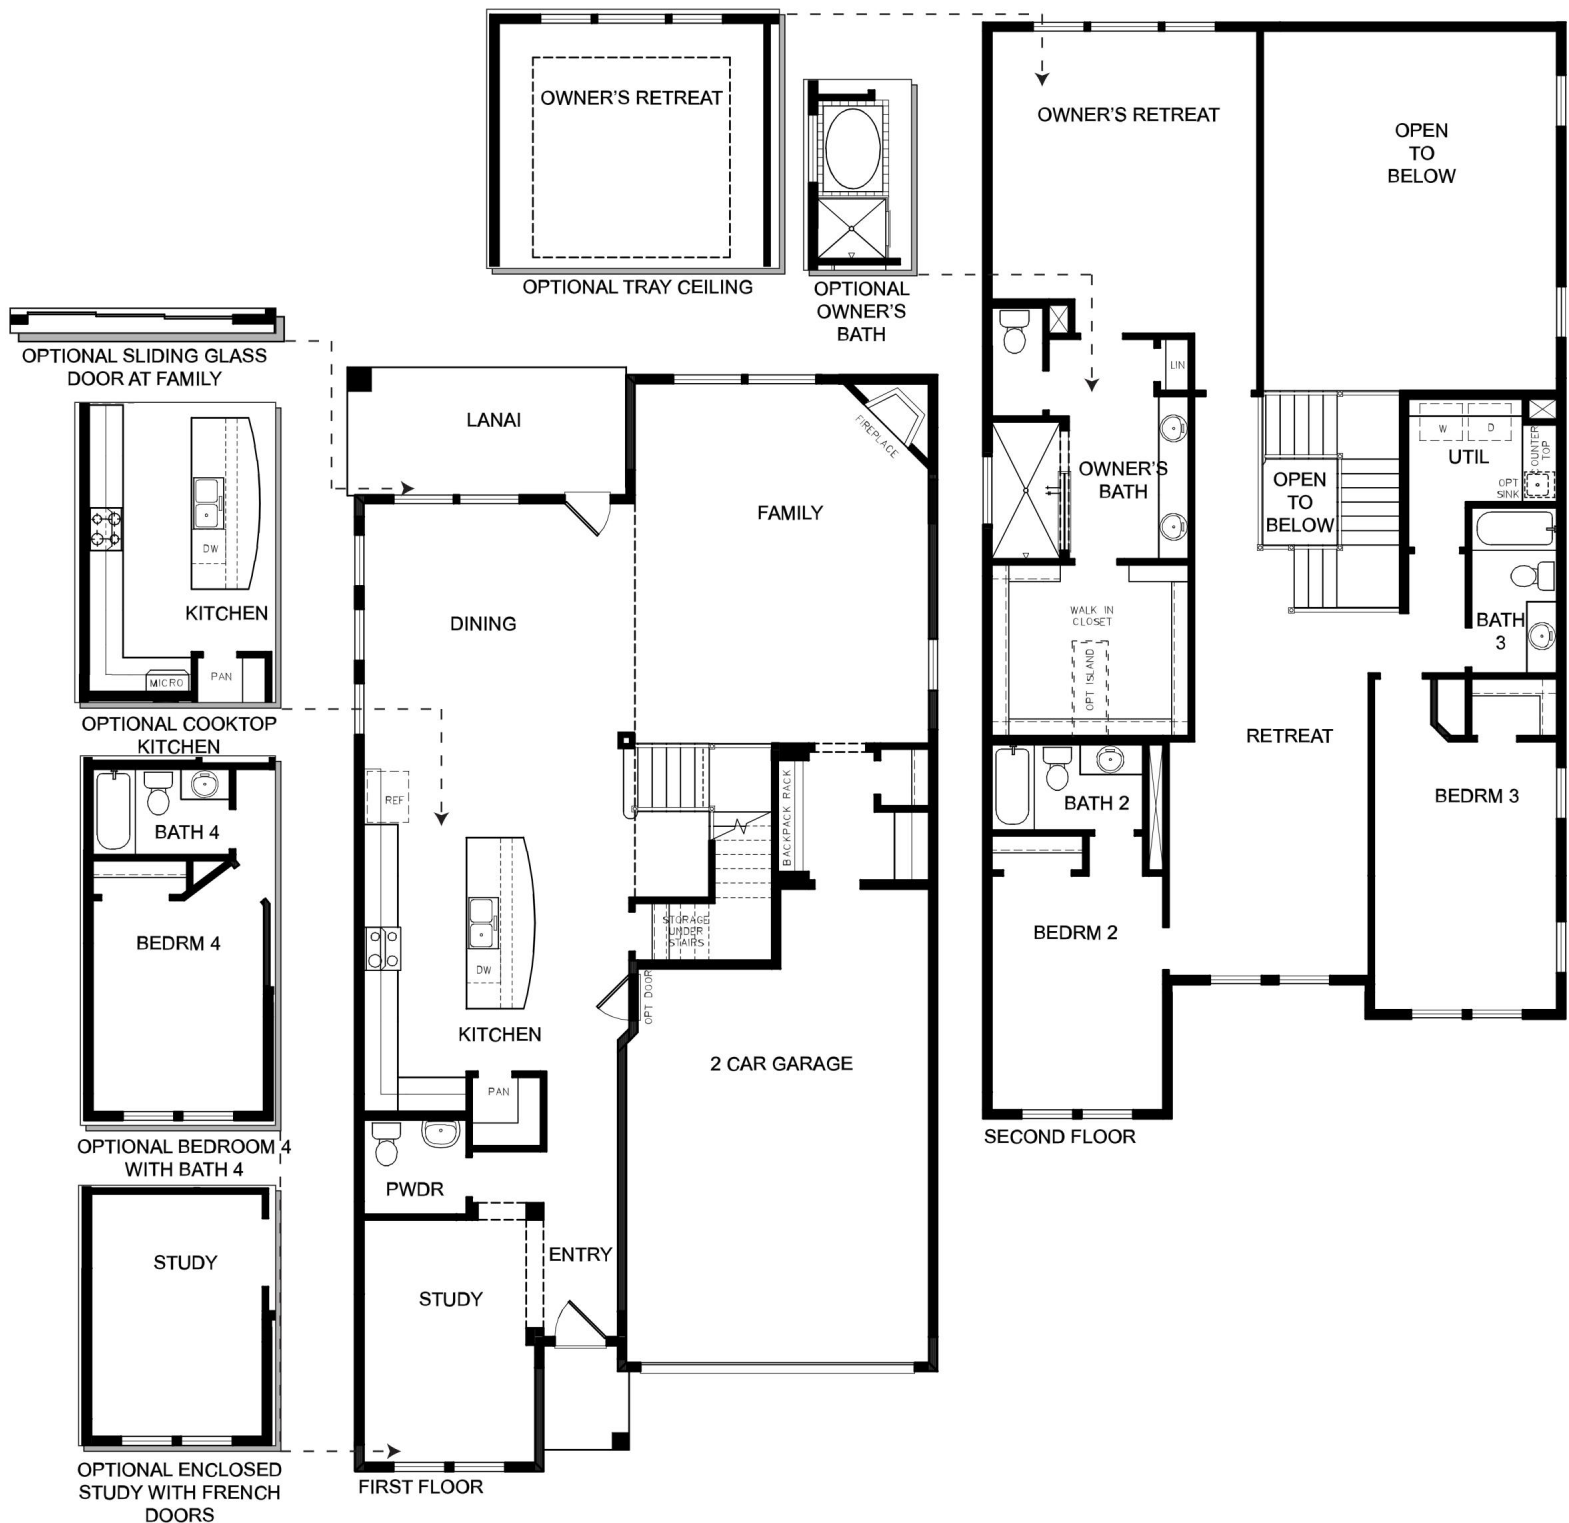 OWNER'S RETREAT
OPTIONAL TRAY CEILING
OPTIONAL
OWNER'S
BATH
OPTIONAL SLIDING GLASS
DOOR AT FAMILY
DW
KITCHEN
MICRO
PAN
OPTIONAL COOKTOP
KITCHEN
BATH 4
BEDRM 4
OPTIONAL BEDROOM 4
WITH BATH 4
STUDY
OPTIONAL ENCLOSED
STUDY WITH FRENCH
DOORS
LANAI
FIREPLACE
FAMILY
DINING
REF
BACKPACK RACK
STORAGE
UNDER
STAIRS
DW
OPT DOOR
KITCHEN
2 CAR GARAGE
PAN
PWDR
ENTRY
STUDY
FIRST FLOOR
OWNER'S RETREAT
OPEN
TO
BELOW
LIN
W
D
COUNTER
TOP
UTIL
OPT
SINK
OWNER'S
BATH
OPEN
TO
BELOW
WALK IN
CLOSET
OPT ISLAND
BATH
3
RETREAT
BATH 2
BEDRM 3
BEDRM 2
SECOND FLOOR